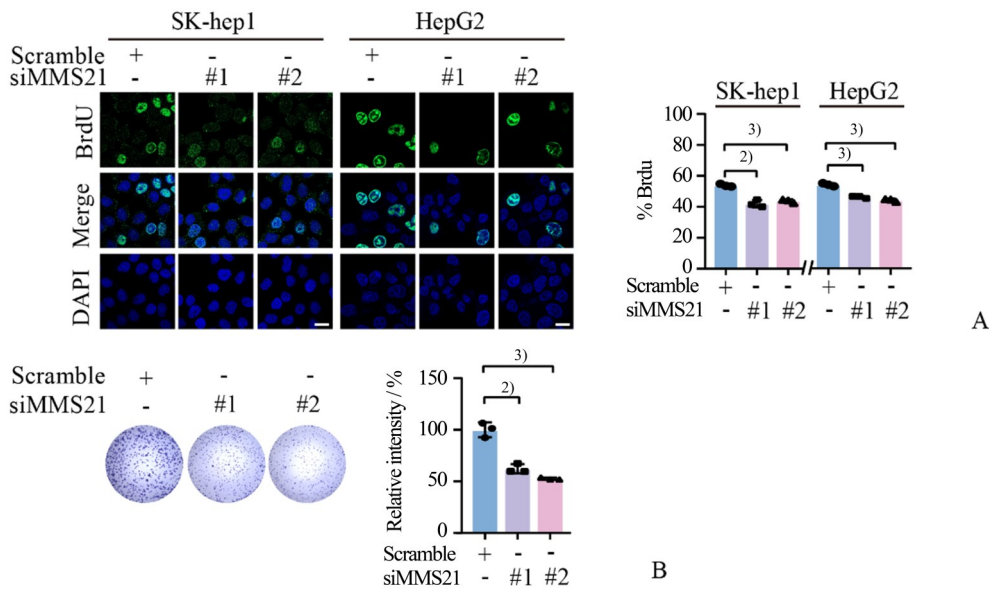 SK-hep1 HepG2
Scramble + - - + - -
siMMS21 - #1 #2 - #1 #2
BrdU
Merge
DAPI
SK-hep1 HepG2
% Brdu
100
80
60
40
20
0
3)
2)
3)
3)
Scramble + - - + - -
siMMS21 - #1 #2 - #1 #2
A
Scramble + - -
siMMS21 - #1 #2
Relative intensity / %
150
100
50
0
3)
2)
Scramble + - -
siMMS21 - #1 #2
B